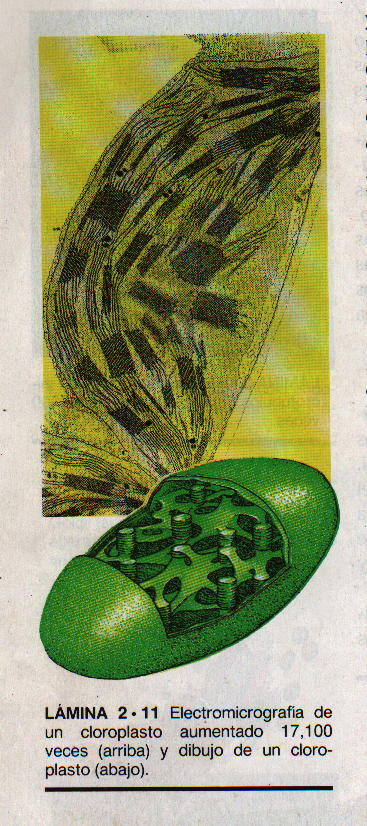 LÁMINA 2 • 11 Electromicrografía de
un cloroplasto aumentado 17,100
veces (arriba) y dibujo de un cloro-
plasto (abajo).